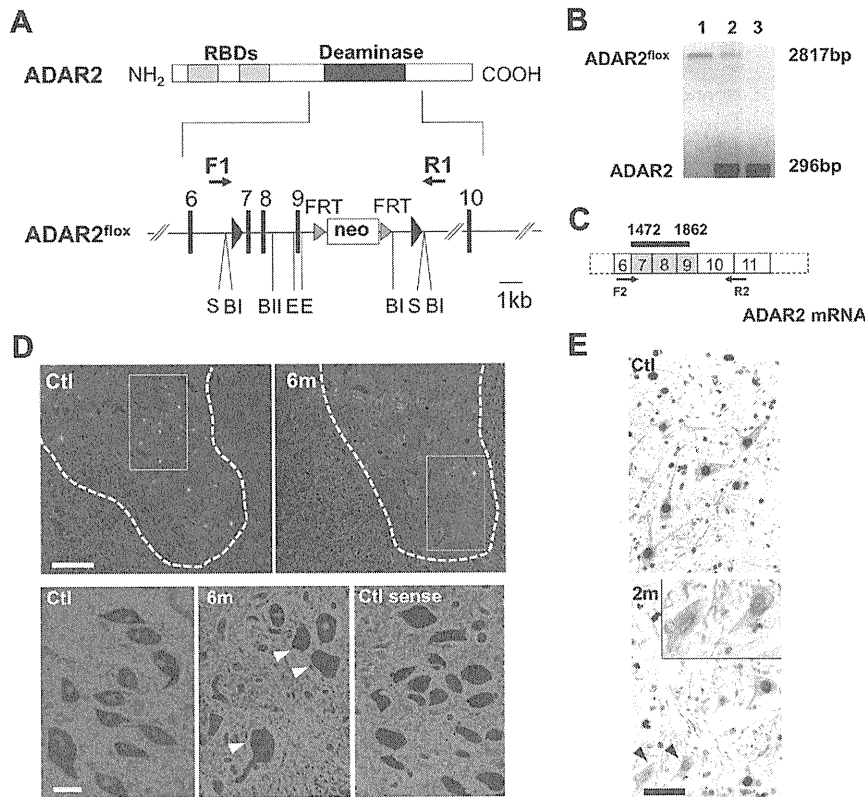 A
RBDs
Deaminase
ADAR2
NH2
COOH
F1
R1
6
7
8
9
10
FRT
FRT
neo
ADAR2flox
S
BI
BII
E
E
BI
S
BI
1kb
B
1
2
3
ADAR2flox
2817bp
ADAR2
296bp
C
1472
1862
6
7
8
9
10
11
F2
R2
ADAR2 mRNA
D
Ctl
6m
Ctl
6m
Ctl sense
E
Ctl
2m